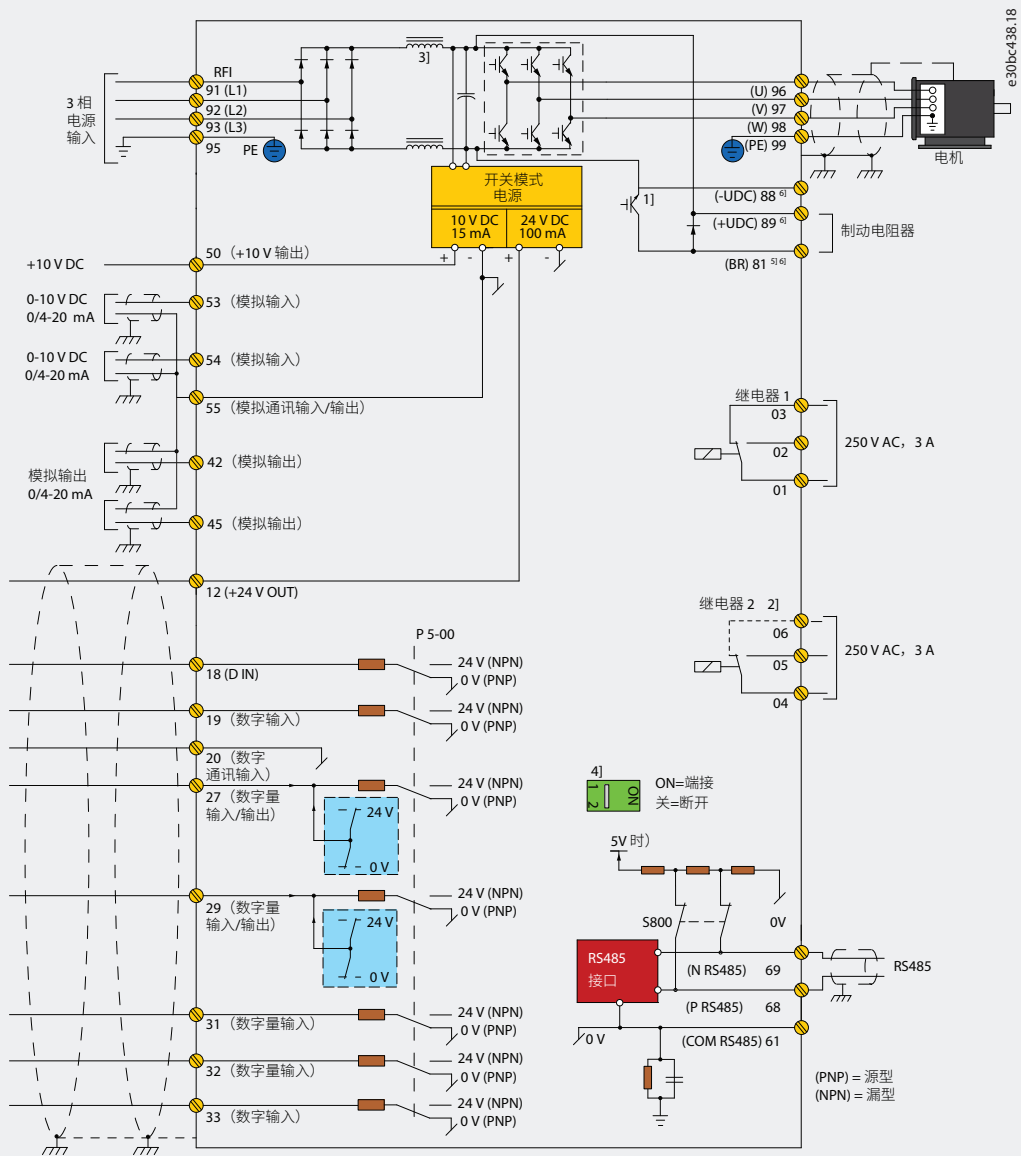 e30bc438.18
3 相
电源
输入
RFI
91 (L1)
92 (L2)
93 (L3)
95
PE
3]
(U) 96
(V) 97
(W) 98
(PE) 99
电机
开关模式
电源
10 V DC
15 mA
24 V DC
100 mA
+
-
+
-
1]
(-UDC) 88 6]
(+UDC) 89 6]
(BR) 81 5] 6]
制动电阻器
+10 V DC
50（+10 V 输出）
0-10 V DC
0/4-20 mA
53（模拟输入）
0-10 V DC
0/4-20 mA
54（模拟输入）
55（模拟通讯输入/输出）
模拟输出
0/4-20 mA
42（模拟输出）
45（模拟输出）
12 (+24 V OUT)
继电器 1
03
02
01
250 V AC，3 A
继电器 2 2]
06
05
04
250 V AC，3 A
P 5-00
18 (D IN)
24 V (NPN)
0 V (PNP)
19（数字输入）
24 V (NPN)
0 V (PNP)
20（数字
通讯输入）
27（数字量
输入/输出）
24 V (NPN)
0 V (PNP)
24 V
0 V
29（数字量
输入/输出）
24 V (NPN)
0 V (PNP)
24 V
0 V
31（数字量输入）
24 V (NPN)
0 V (PNP)
32（数字量输入）
24 V (NPN)
0 V (PNP)
33（数字输入）
24 V (NPN)
0 V (PNP)
4]
1 2
ON
ON=端接
关=断开
5V 时）
S800
0V
RS485
接口
(N RS485) 69
(P RS485) 68
(COM RS485) 61
RS485
0 V
(PNP) = 源型
(NPN) = 漏型